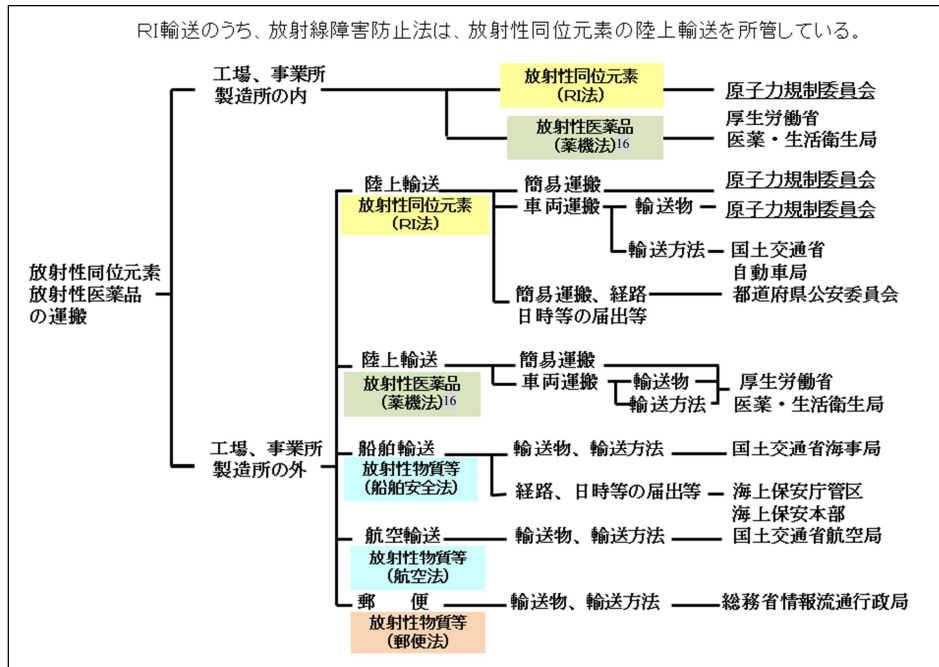 RI輸送のうち、放射線障害防止法は、放射性同位元素の陸上輸送を所管している。
放射性同位元素
放射性医薬品
の運搬
工場、事業所
製造所の内
放射性同位元素
(RI法)
原子力規制委員会
放射性医薬品
(薬機法)16
厚生労働省
医薬・生活衛生局
工場、事業所
製造所の外
陸上輸送
放射性同位元素
(RI法)
簡易運搬
原子力規制委員会
車両運搬
輸送物
原子力規制委員会
輸送方法
国土交通省
自動車局
簡易運搬、経路
日時等の届出等
都道府県公安委員会
陸上輸送
放射性医薬品
(薬機法)16
簡易運搬
車両運搬
輸送物
輸送方法
厚生労働省
医薬・生活衛生局
船舶輸送
放射性物質等
(船舶安全法)
輸送物、輸送方法
国土交通省海事局
経路、日時等の届出等
海上保安庁管区
海上保安本部
航空輸送
放射性物質等
(航空法)
輸送物、輸送方法
国土交通省航空局
郵 便
放射性物質等
(郵便法)
輸送物、輸送方法
総務省情報流通行政局